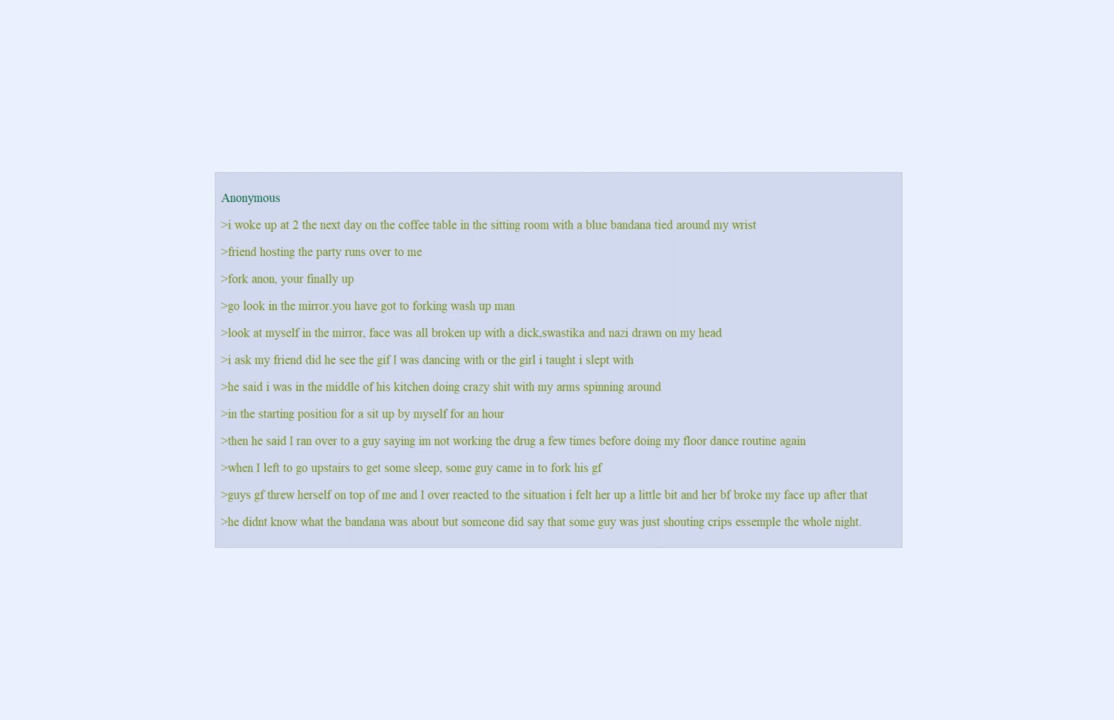 Anonymous
>i woke up at 2 the next day on the coffee table in the sitting room with a blue bandana tied around my wrist
>friend hosting the party runs over to me
>fork anon, your finally up
>go look in the mirror.you have got to forking wash up man
>look at myself in the mirror, face was all broken up with a dick,swastika and nazi drawn on my head
>i ask my friend did he see the gif I was dancing with or the girl i taught i slept with
>he said i was in the middle of his kitchen doing crazy shit with my arms spinning around
>in the starting position for a sit up by myself for an hour
>then he said I ran over to a guy saying im not working the drug a few times before doing my floor dance routine again
>when I left to go upstairs to get some sleep, some guy came in to fork his gf
>guys gf threw herself on top of me and I over reacted to the situation i felt her up a little bit and her bf broke my face up after that
>he didnt know what the bandana was about but someone did say that some guy was just shouting crips essemple the whole night.